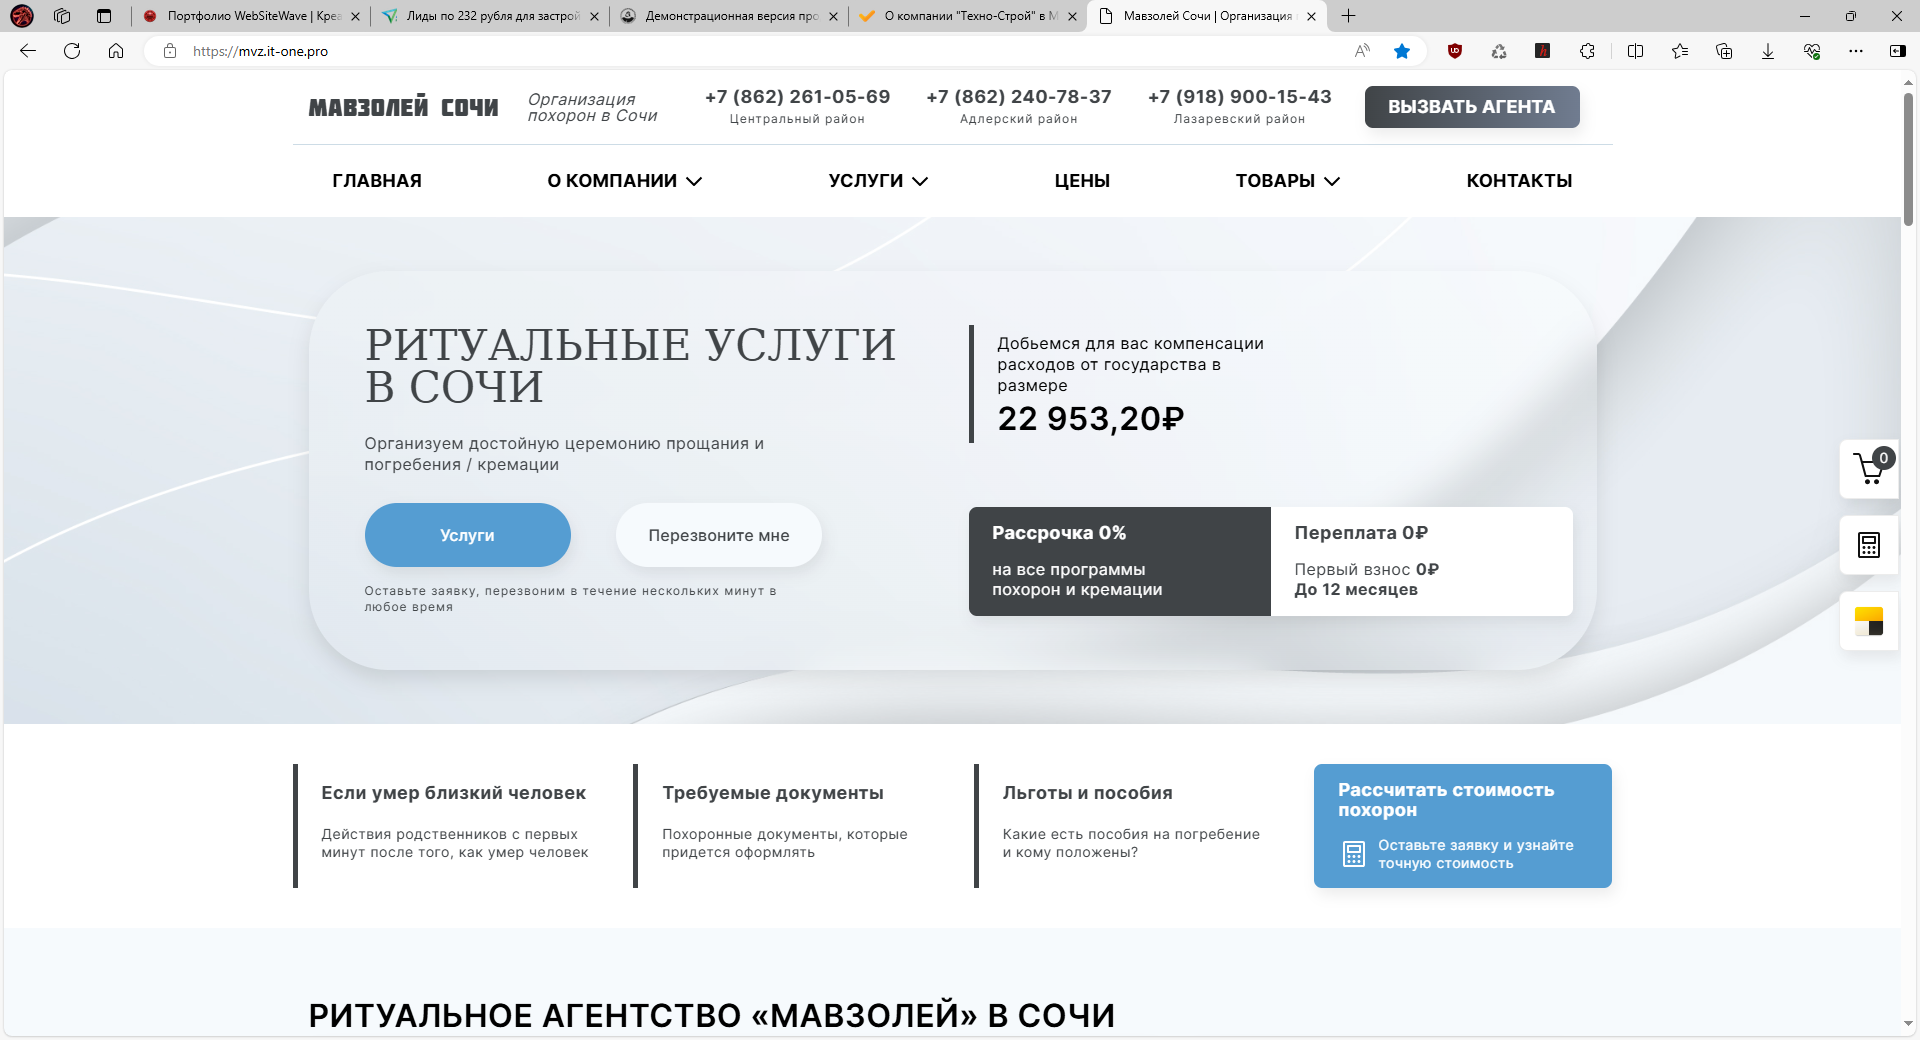 Портфолио WebSiteWave | Креа
Лиды по 232 рубля для застрой
Демонстрационная версия про
О компании "Техно-Строй" в М
Мавзолей Сочи | Организация
https://mvz.it-one.pro
МАВЗОЛЕЙ СОЧИ
Организация
похорон в Сочи
+7 (862) 261-05-69
Центральный район
+7 (862) 240-78-37
Адлерский район
+7 (918) 900-15-43
Лазаревский район
ВЫЗВАТЬ АГЕНТА
ГЛАВНАЯ
О КОМПАНИИ
УСЛУГИ
ЦЕНЫ
ТОВАРЫ
КОНТАКТЫ
РИТУАЛЬНЫЕ УСЛУГИ
В СОЧИ
Организуем достойную церемонию прощания и
погребения / кремации
Услуги
Перезвоните мне
Оставьте заявку, перезвоним в течение нескольких минут в
любое время
Добьемся для вас компенсации
расходов от государства в
размере
22 953,20₽
Рассрочка 0%
на все программы
похорон и кремации
Переплата 0₽
Первый взнос 0₽
До 12 месяцев
0
Если умер близкий человек
Действия родственников с первых
минут после того, как умер человек
Требуемые документы
Похоронные документы, которые
придется оформлять
Льготы и пособия
Какие есть пособия на погребение
и кому положены?
Рассчитать стоимость
похорон
Оставьте заявку и узнайте
точную стоимость
РИТУАЛЬНОЕ АГЕНТСТВО «МАВЗОЛЕЙ» В СОЧИ